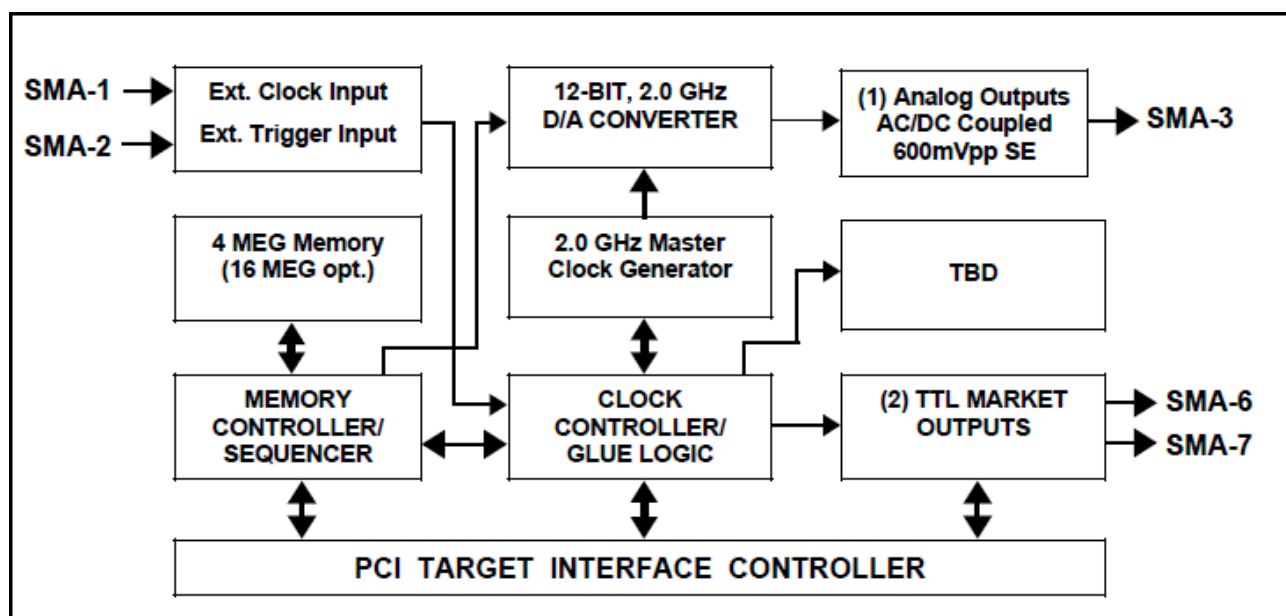 SMA-1
SMA-2
Ext. Clock Input
Ext. Trigger Input
12-BIT, 2.0 GHz
D/A CONVERTER
(1) Analog Outputs
AC/DC Coupled
600mVpp SE
SMA-3
4 MEG Memory
(16 MEG opt.)
2.0 GHz Master
Clock Generator
TBD
MEMORY
CONTROLLER/
SEQUENCER
CLOCK
CONTROLLER/
GLUE LOGIC
(2) TTL MARKET
OUTPUTS
SMA-6
SMA-7
PCI TARGET INTERFACE CONTROLLER